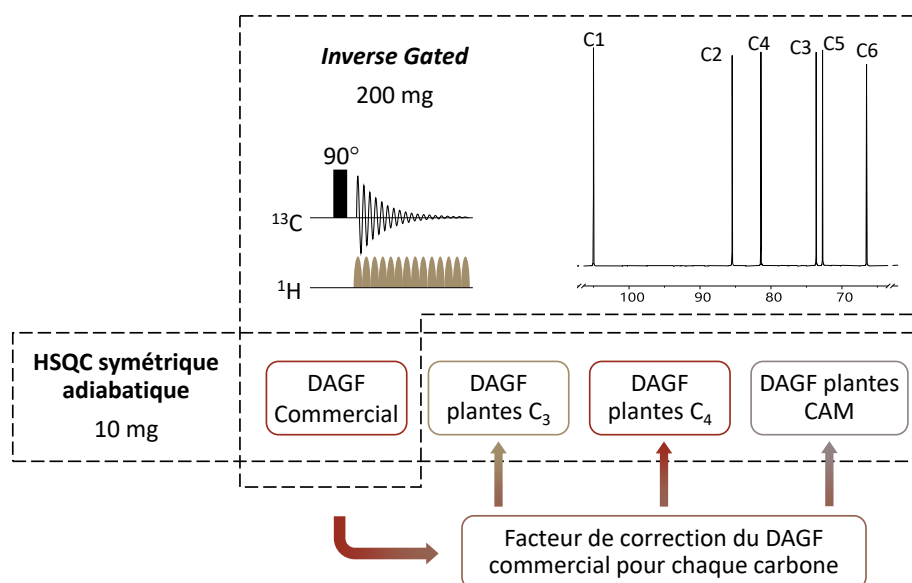 Inverse Gated
200 mg
90°
¹³C
¹H
C1
C2
C4
C3
C5
C6
100
90
80
70
HSQC symétrique
adiabatique
10 mg
DAGF
Commercial
DAGF
plantes C₃
DAGF
plantes C₄
DAGF plantes
CAM
Facteur de correction du DAGF
commercial pour chaque carbone